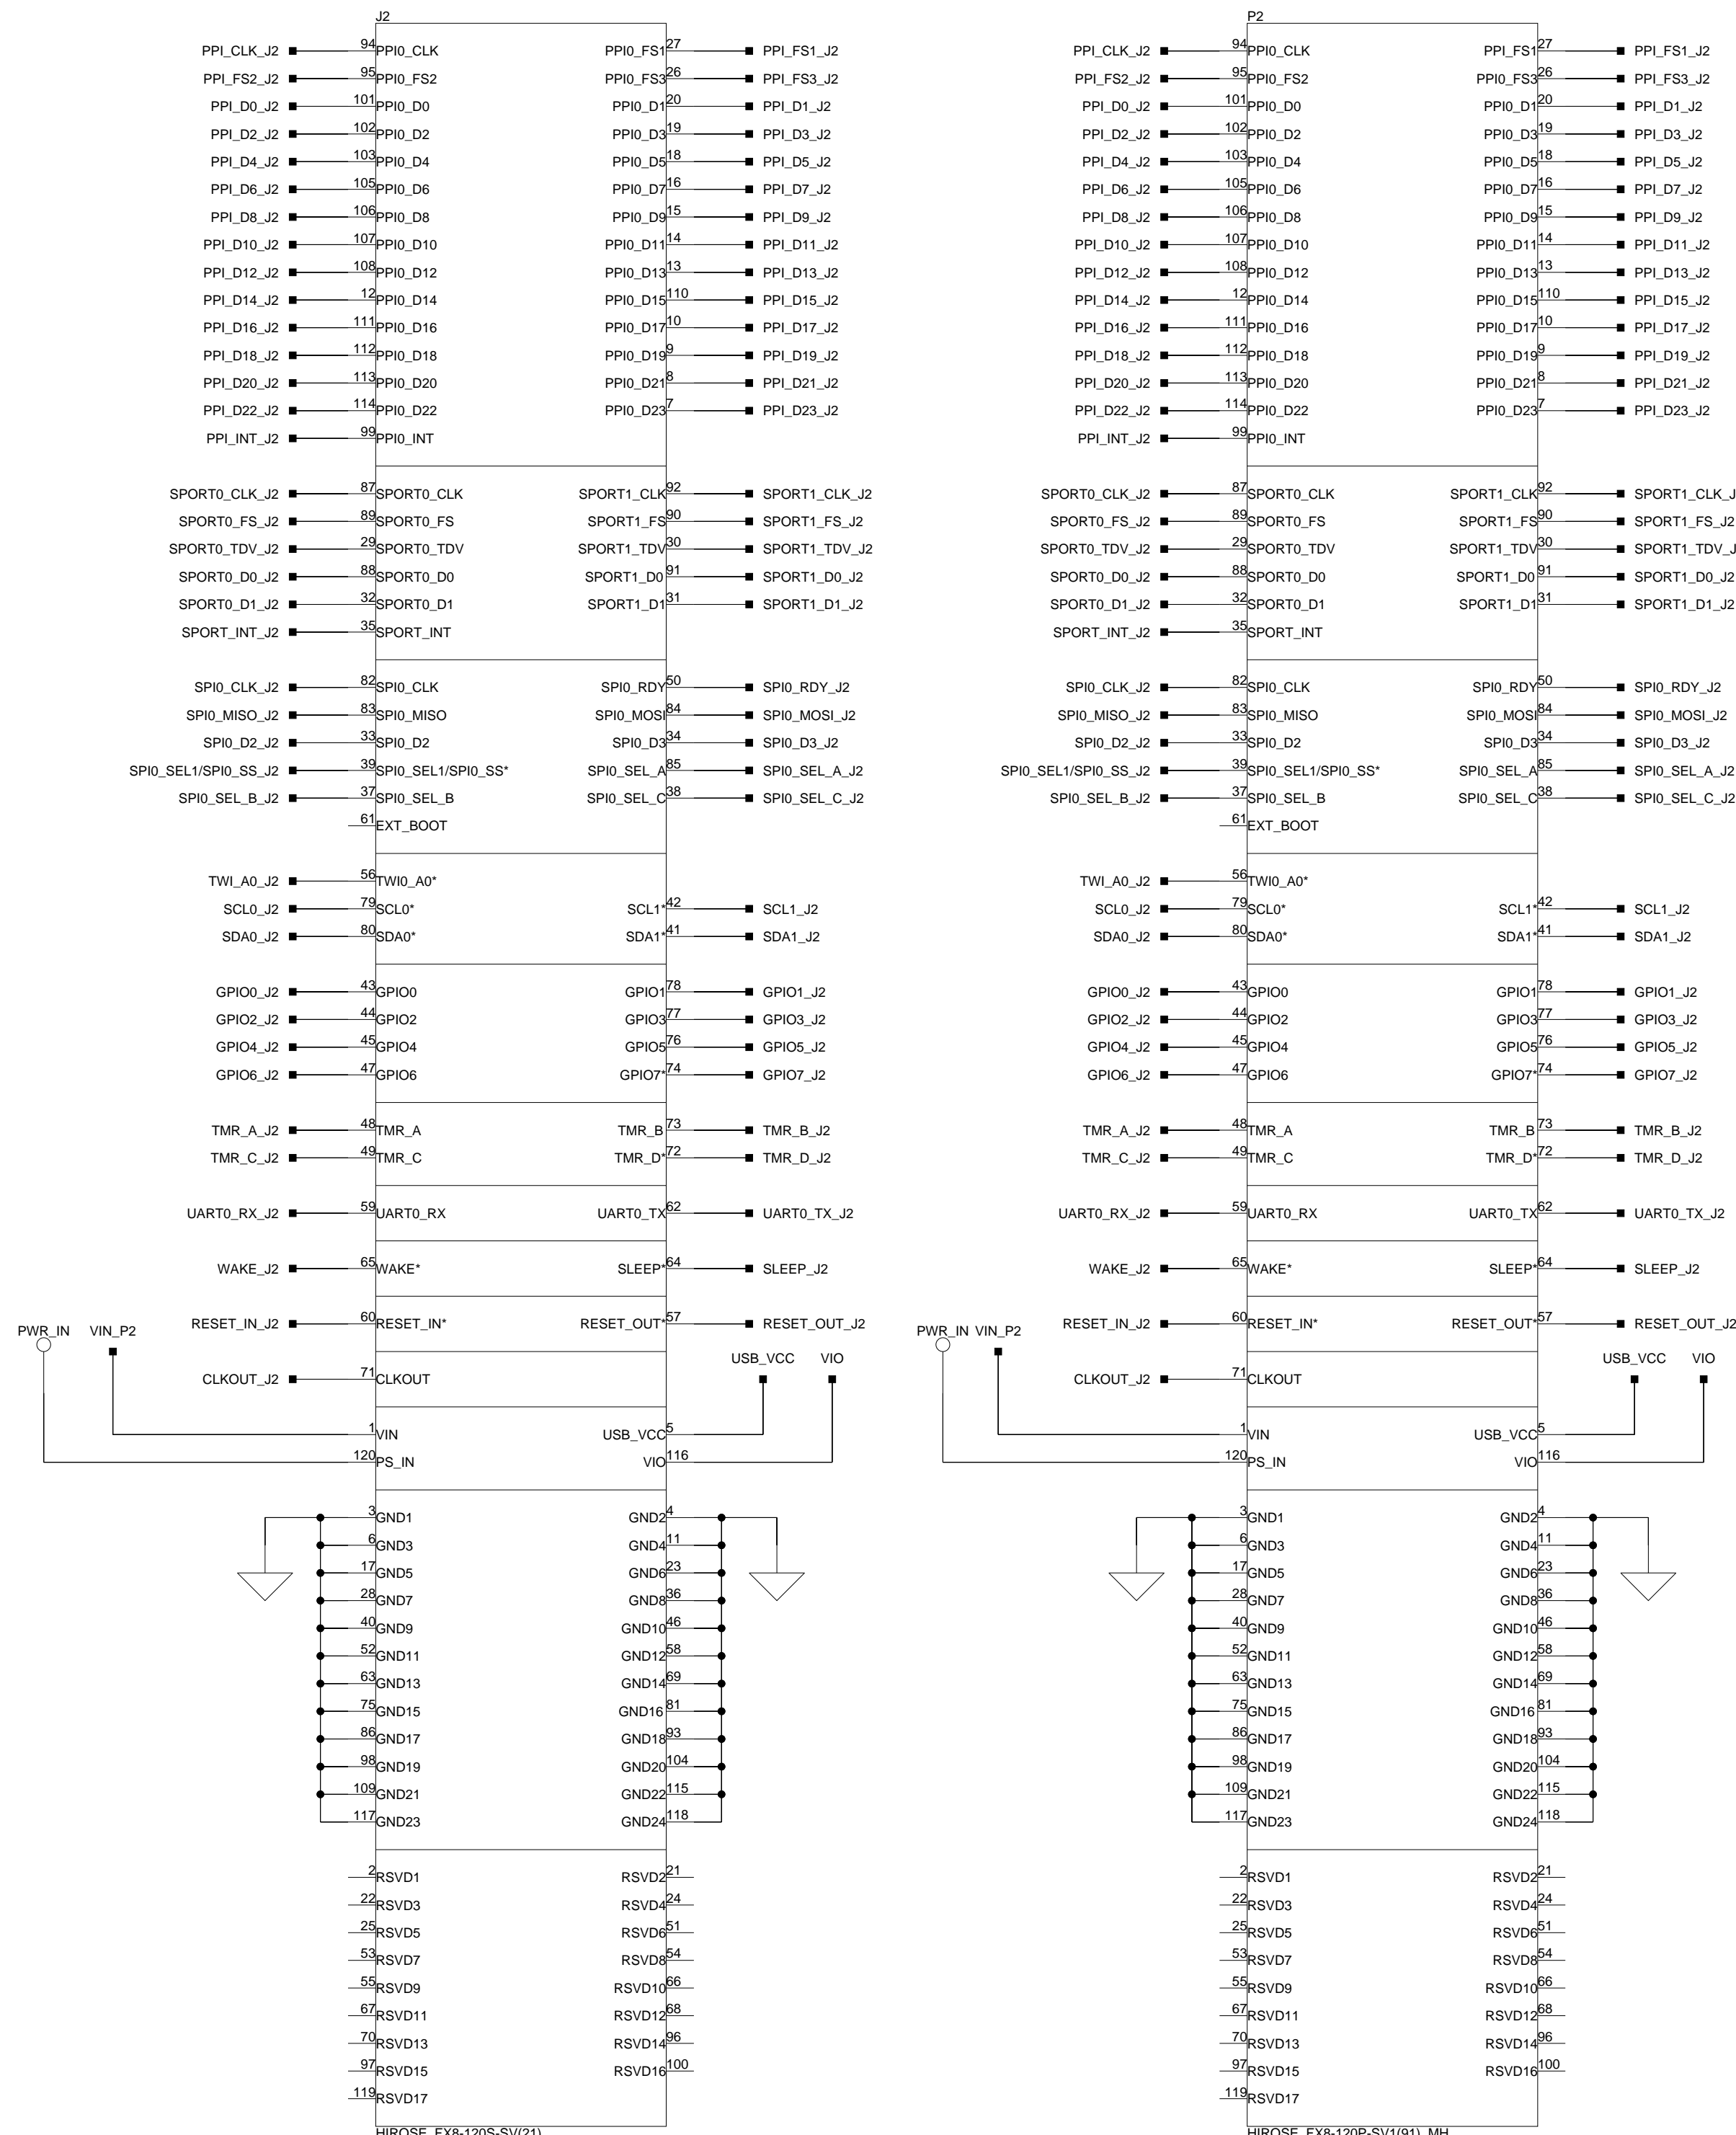 J2
PPI_CLK_J2 94 PPI0_CLK PPI0_FS1 27 PPI_FS1_J2
PPI_FS2_J2 95 PPI0_FS2 PPI0_FS3 26 PPI_FS3_J2
PPI_D0_J2 101 PPI0_D0 PPI0_D1 20 PPI_D1_J2
PPI_D2_J2 102 PPI0_D2 PPI0_D3 19 PPI_D3_J2
PPI_D4_J2 103 PPI0_D4 PPI0_D5 18 PPI_D5_J2
PPI_D6_J2 105 PPI0_D6 PPI0_D7 16 PPI_D7_J2
PPI_D8_J2 106 PPI0_D8 PPI0_D9 15 PPI_D9_J2
PPI_D10_J2 107 PPI0_D10 PPI0_D11 14 PPI_D11_J2
PPI_D12_J2 108 PPI0_D12 PPI0_D13 13 PPI_D13_J2
PPI_D14_J2 12 PPI0_D14 PPI0_D15 110 PPI_D15_J2
PPI_D16_J2 111 PPI0_D16 PPI0_D17 10 PPI_D17_J2
PPI_D18_J2 112 PPI0_D18 PPI0_D19 9 PPI_D19_J2
PPI_D20_J2 113 PPI0_D20 PPI0_D21 8 PPI_D21_J2
PPI_D22_J2 114 PPI0_D22 PPI0_D23 7 PPI_D23_J2
PPI_INT_J2 99 PPI0_INT
SPORT0_CLK_J2 87 SPORT0_CLK SPORT1_CLK 92 SPORT1_CLK_J2
SPORT0_FS_J2 89 SPORT0_FS SPORT1_FS 90 SPORT1_FS_J2
SPORT0_TDV_J2 29 SPORT0_TDV SPORT1_TDV 30 SPORT1_TDV_J2
SPORT0_D0_J2 88 SPORT0_D0 SPORT1_D0 91 SPORT1_D0_J2
SPORT0_D1_J2 32 SPORT0_D1 SPORT1_D1 31 SPORT1_D1_J2
SPORT_INT_J2 35 SPORT_INT
SPI0_CLK_J2 82 SPI0_CLK SPI0_RDY 50 SPI0_RDY_J2
SPI0_MISO_J2 83 SPI0_MISO SPI0_MOSI 84 SPI0_MOSI_J2
SPI0_D2_J2 33 SPI0_D2 SPI0_D3 34 SPI0_D3_J2
SPI0_SEL1/SPI0_SS_J2 39 SPI0_SEL1/SPI0_SS* SPI0_SEL_A 85 SPI0_SEL_A_J2
SPI0_SEL_B_J2 37 SPI0_SEL_B SPI0_SEL_C 38 SPI0_SEL_C_J2
61 EXT_BOOT
TWI_A0_J2 56 TWI0_A0*
SCL0_J2 79 SCL0* SCL1* 42 SCL1_J2
SDA0_J2 80 SDA0* SDA1* 41 SDA1_J2
GPIO0_J2 43 GPIO0 GPIO1 78 GPIO1_J2
GPIO2_J2 44 GPIO2 GPIO3 77 GPIO3_J2
GPIO4_J2 45 GPIO4 GPIO5 76 GPIO5_J2
GPIO6_J2 47 GPIO6 GPIO7* 74 GPIO7_J2
TMR_A_J2 48 TMR_A TMR_B 73 TMR_B_J2
TMR_C_J2 49 TMR_C TMR_D* 72 TMR_D_J2
UART0_RX_J2 59 UART0_RX UART0_TX 62 UART0_TX_J2
WAKE_J2 65 WAKE* SLEEP* 64 SLEEP_J2
RESET_IN_J2 60 RESET_IN* RESET_OUT* 57 RESET_OUT_J2
PWR_IN VIN_P2
USB_VCC VIO
CLKOUT_J2 71 CLKOUT
1 VIN USB_VCC 5
120 PS_IN VIO 116
3 GND1 GND2 4
6 GND3 GND4 11
17 GND5 GND6 23
28 GND7 GND8 36
40 GND9 GND10 46
52 GND11 GND12 58
63 GND13 GND14 69
75 GND15 GND16 81
86 GND17 GND18 93
98 GND19 GND20 104
109 GND21 GND22 115
117 GND23 GND24 118
2 RSVD1 RSVD2 21
22 RSVD3 RSVD4 24
25 RSVD5 RSVD6 51
53 RSVD7 RSVD8 54
55 RSVD9 RSVD10 66
67 RSVD11 RSVD12 68
70 RSVD13 RSVD14 96
97 RSVD15 RSVD16 100
119 RSVD17
HIROSE_FX8-120S-SV(21)
P2
PPI_CLK_J2 94 PPI0_CLK PPI_FS1 27 PPI_FS1_J2
PPI_FS2_J2 95 PPI0_FS2 PPI0_FS3 26 PPI_FS3_J2
PPI_D0_J2 101 PPI0_D0 PPI0_D1 20 PPI_D1_J2
PPI_D2_J2 102 PPI0_D2 PPI0_D3 19 PPI_D3_J2
PPI_D4_J2 103 PPI0_D4 PPI0_D5 18 PPI_D5_J2
PPI_D6_J2 105 PPI0_D6 PPI0_D7 16 PPI_D7_J2
PPI_D8_J2 106 PPI0_D8 PPI0_D9 15 PPI_D9_J2
PPI_D10_J2 107 PPI0_D10 PPI0_D11 14 PPI_D11_J2
PPI_D12_J2 108 PPI0_D12 PPI0_D13 13 PPI_D13_J2
PPI_D14_J2 12 PPI0_D14 PPI0_D15 110 PPI_D15_J2
PPI_D16_J2 111 PPI0_D16 PPI0_D17 10 PPI_D17_J2
PPI_D18_J2 112 PPI0_D18 PPI0_D19 9 PPI_D19_J2
PPI_D20_J2 113 PPI0_D20 PPI0_D21 8 PPI_D21_J2
PPI_D22_J2 114 PPI0_D22 PPI0_D23 7 PPI_D23_J2
PPI_INT_J2 99 PPI0_INT
SPORT0_CLK_J2 87 SPORT0_CLK SPORT1_CLK 92 SPORT1_CLK_J
SPORT0_FS_J2 89 SPORT0_FS SPORT1_FS 90 SPORT1_FS_J2
SPORT0_TDV_J2 29 SPORT0_TDV SPORT1_TDV 30 SPORT1_TDV_J
SPORT0_D0_J2 88 SPORT0_D0 SPORT1_D0 91 SPORT1_D0_J2
SPORT0_D1_J2 32 SPORT0_D1 SPORT1_D1 31 SPORT1_D1_J2
SPORT_INT_J2 35 SPORT_INT
SPI0_CLK_J2 82 SPI0_CLK SPI0_RDY 50 SPI0_RDY_J2
SPI0_MISO_J2 83 SPI0_MISO SPI0_MOSI 84 SPI0_MOSI_J2
SPI0_D2_J2 33 SPI0_D2 SPI0_D3 34 SPI0_D3_J2
SPI0_SEL1/SPI0_SS_J2 39 SPI0_SEL1/SPI0_SS* SPI0_SEL_A 85 SPI0_SEL_A_J2
SPI0_SEL_B_J2 37 SPI0_SEL_B SPI0_SEL_C 38 SPI0_SEL_C_J2
61 EXT_BOOT
TWI_A0_J2 56 TWI0_A0*
SCL0_J2 79 SCL0* SCL1* 42 SCL1_J2
SDA0_J2 80 SDA0* SDA1* 41 SDA1_J2
GPIO0_J2 43 GPIO0 GPIO1 78 GPIO1_J2
GPIO2_J2 44 GPIO2 GPIO3 77 GPIO3_J2
GPIO4_J2 45 GPIO4 GPIO5 76 GPIO5_J2
GPIO6_J2 47 GPIO6 GPIO7* 74 GPIO7_J2
TMR_A_J2 48 TMR_A TMR_B 73 TMR_B_J2
TMR_C_J2 49 TMR_C TMR_D* 72 TMR_D_J2
UART0_RX_J2 59 UART0_RX UART0_TX 62 UART0_TX_J2
WAKE_J2 65 WAKE* SLEEP* 64 SLEEP_J2
RESET_IN_J2 60 RESET_IN* RESET_OUT* 57 RESET_OUT_J2
PWR_IN VIN_P2
USB_VCC VIO
CLKOUT_J2 71 CLKOUT
1 VIN USB_VCC 5
120 PS_IN VIO 116
3 GND1 GND2 4
6 GND3 GND4 11
17 GND5 GND6 23
28 GND7 GND8 36
40 GND9 GND10 46
52 GND11 GND12 58
63 GND13 GND14 69
75 GND15 GND16 81
86 GND17 GND18 93
98 GND19 GND20 104
109 GND21 GND22 115
117 GND23 GND24 118
2 RSVD1 RSVD2 21
22 RSVD3 RSVD4 24
25 RSVD5 RSVD6 51
53 RSVD7 RSVD8 54
55 RSVD9 RSVD10 66
67 RSVD11 RSVD12 68
70 RSVD13 RSVD14 96
97 RSVD15 RSVD16 100
119 RSVD17
HIROSE_FX8-120P-SV1(91)_MH